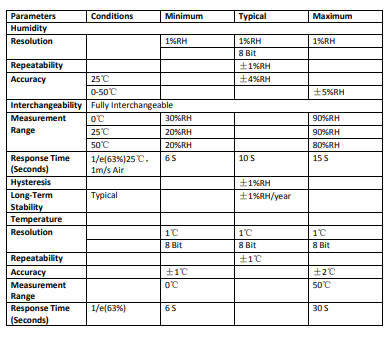 Parameters Conditions Minimum Typical Maximum
Humidity
Resolution 1%RH 1%RH 1%RH
8 Bit
Repeatability ±1%RH
Accuracy 25℃ ±4%RH
0-50℃ ±5%RH
Interchangeability Fully Interchangeable
Measurement Range 0℃ 30%RH 90%RH
25℃ 20%RH 90%RH
50℃ 20%RH 80%RH
Response Time (Seconds) 1/e(63%)25℃， 1m/s Air 6 S 10 S 15 S
Hysteresis ±1%RH
Long-Term Stability Typical ±1%RH/year
Temperature
Resolution 1℃ 1℃ 1℃
8 Bit 8 Bit 8 Bit
Repeatability ±1℃
Accuracy ±1℃ ±2℃
Measurement Range 0℃ 50℃
Response Time (Seconds) 1/e(63%) 6 S 30 S